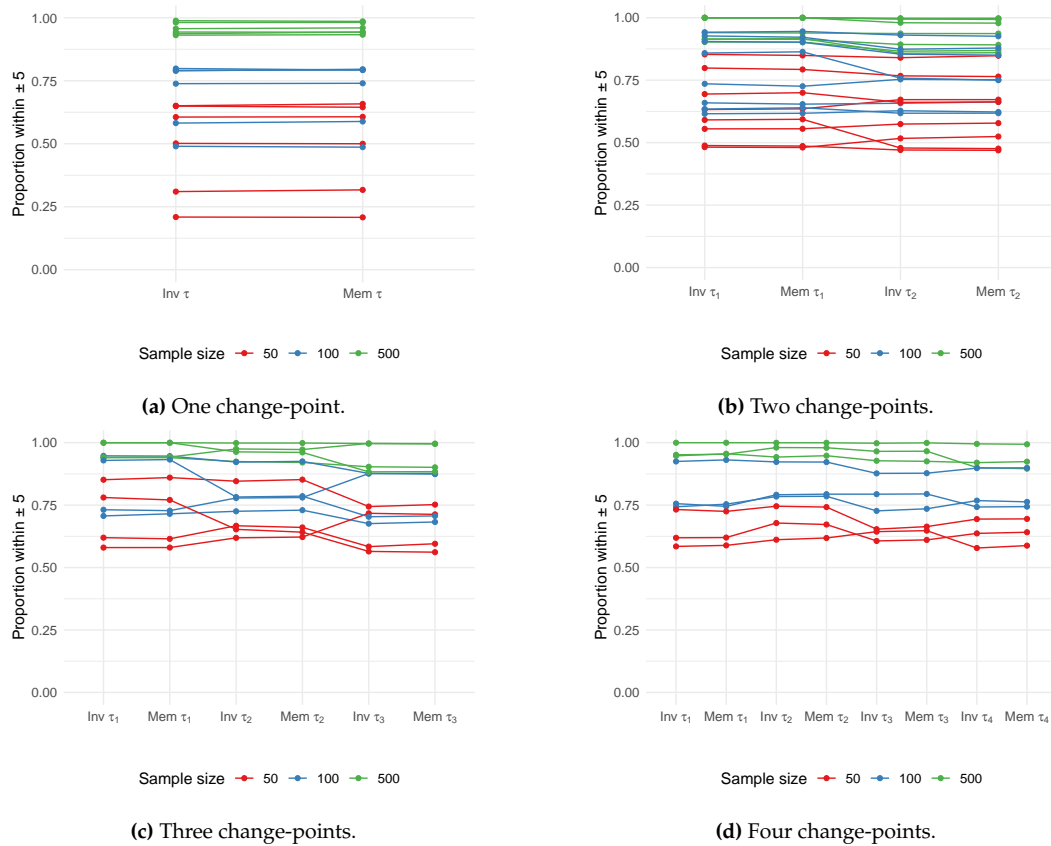 1.00
0.75
0.50
0.25
0.00
Proportion within ± 5
Inv τ Mem τ
Sample size 50 100 500
(a) One change-point.
1.00
0.75
0.50
0.25
0.00
Proportion within ± 5
Inv τ₁ Mem τ₁ Inv τ₂ Mem τ₂
Sample size 50 100 500
(b) Two change-points.
1.00
0.75
0.50
0.25
0.00
Proportion within ± 5
Inv τ₁ Mem τ₁ Inv τ₂ Mem τ₂ Inv τ₃ Mem τ₃
Sample size 50 100 500
(c) Three change-points.
1.00
0.75
0.50
0.25
0.00
Proportion within ± 5
Inv τ₁ Mem τ₁ Inv τ₂ Mem τ₂ Inv τ₃ Mem τ₃ Inv τ₄ Mem τ₄
Sample size 50 100 500
(d) Four change-points.